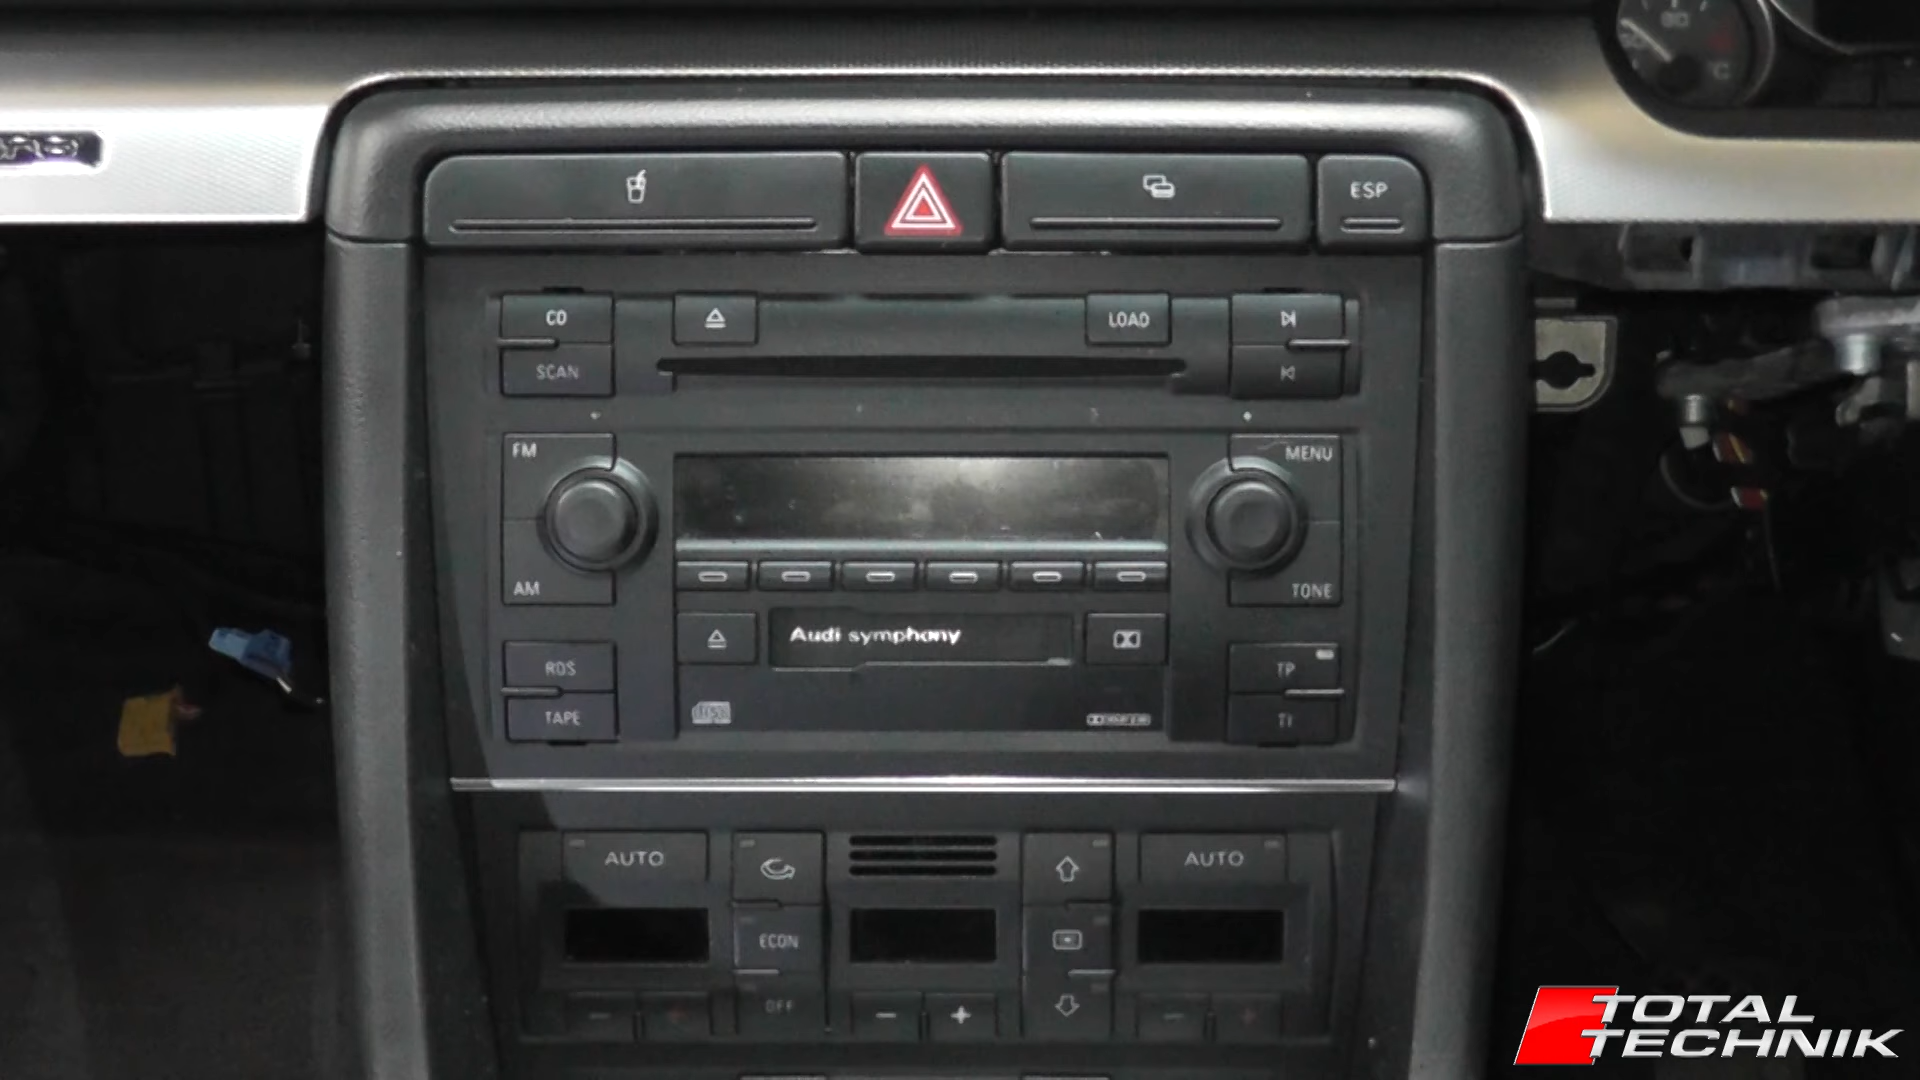 80
°C
ESP
CD
LOAD
SCAN
FM
MENU
AM
TONE
Audi symphony
RDS
TP
TAPE
TI
AUTO
AUTO
ECON
OFF
TOTAL
TECHNIK